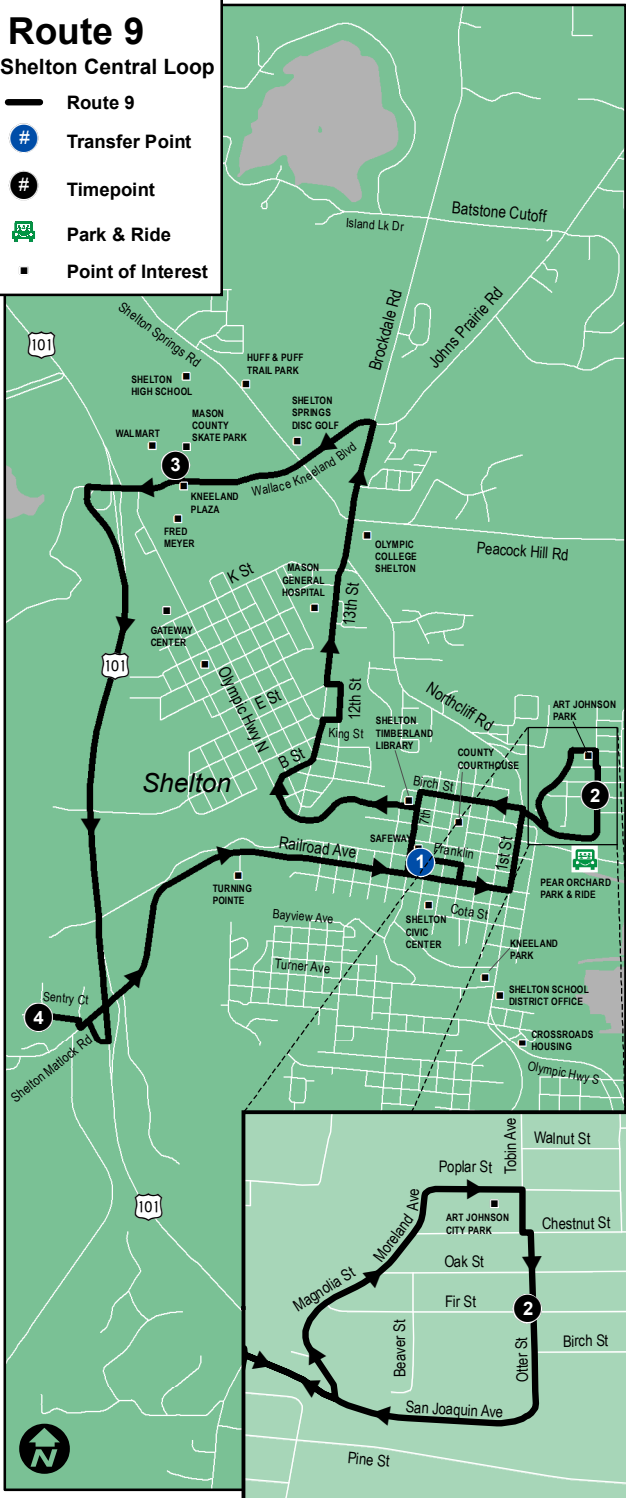 Route 9
Shelton Central Loop
Route 9
# Transfer Point
# Timepoint
Park & Ride
Point of Interest
Batstone Cutoff
Island Lk Dr
Brockdale Rd
Johns Prairie Rd
Shelton Springs Rd
101
HUFF & PUFF
TRAIL PARK
SHELTON
HIGH SCHOOL
SHELTON
SPRINGS
DISC GOLF
MASON
COUNTY
SKATE PARK
WALMART
3
Wallace Kneeland Blvd
KNEELAND
PLAZA
FRED
MEYER
OLYMPIC
COLLEGE
SHELTON
Peacock Hill Rd
K St
MASON
GENERAL
HOSPITAL
13th St
GATEWAY
CENTER
101
Olympic Hwy N
E St
12th St
King St
Northcliff Rd
ART JOHNSON
PARK
SHELTON
TIMBERLAND
LIBRARY
COUNTY
COURTHOUSE
B St
Shelton
Birch St
2
7th
SAFEWAY
Franklin
1st St
1
Railroad Ave
PEAR ORCHARD
PARK & RIDE
TURNING
POINTE
Cota St
SHELTON
CIVIC
CENTER
Bayview Ave
KNEELAND
PARK
Turner Ave
SHELTON SCHOOL
DISTRICT OFFICE
Sentry Ct
4
Shelton Matlock Rd
CROSSROADS
HOUSING
Olympic Hwy S
101
Tobin Ave
Walnut St
Poplar St
Moreland Ave
ART JOHNSON
CITY PARK
Chestnut St
Oak St
Magnolia St
Fir St
2
Beaver St
Otter St
Birch St
San Joaquin Ave
Pine St
N